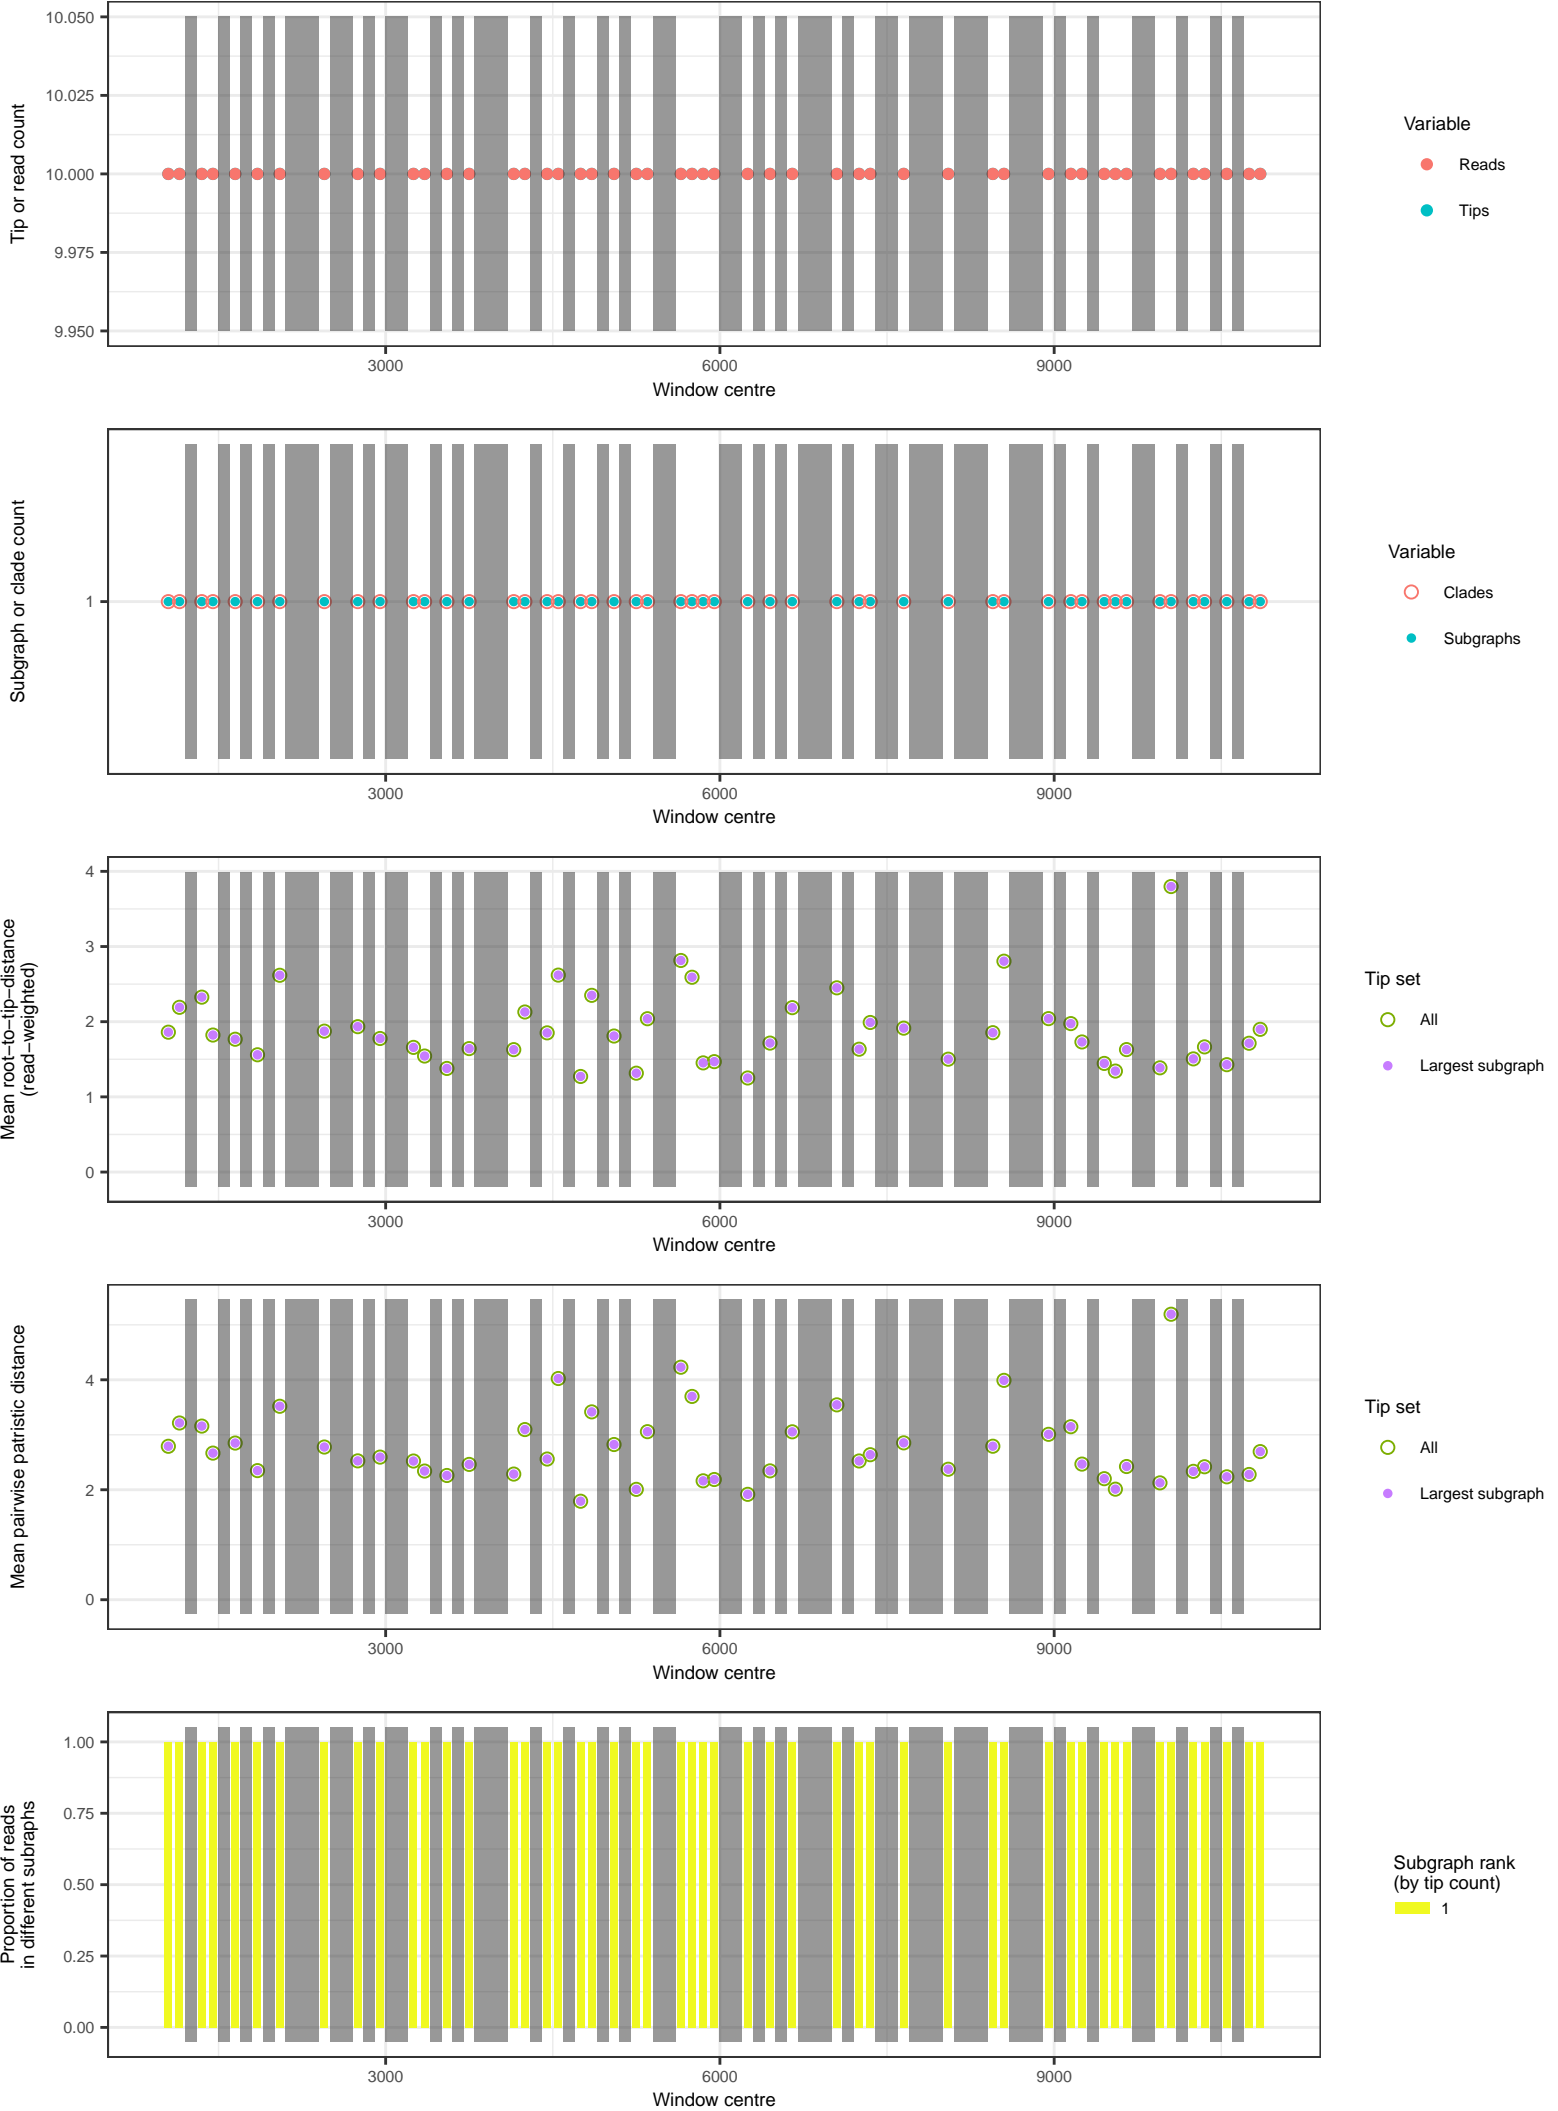 10.050
10.025
10.000
9.975
9.950
Tip or read count
3000
6000
9000
Window centre
Variable
Reads
Tips
1
Subgraph or clade count
3000
6000
9000
Window centre
Variable
Clades
Subgraphs
4
3
2
1
0
Mean root−to−tip−distance
(read−weighted)
3000
6000
9000
Window centre
Tip set
All
Largest subgraph
4
2
0
Mean pairwise patristic distance
3000
6000
9000
Window centre
Tip set
All
Largest subgraph
1.00
0.75
0.50
0.25
0.00
Proportion of reads
in different subraphs
3000
6000
9000
Window centre
Subgraph rank
(by tip count)
1